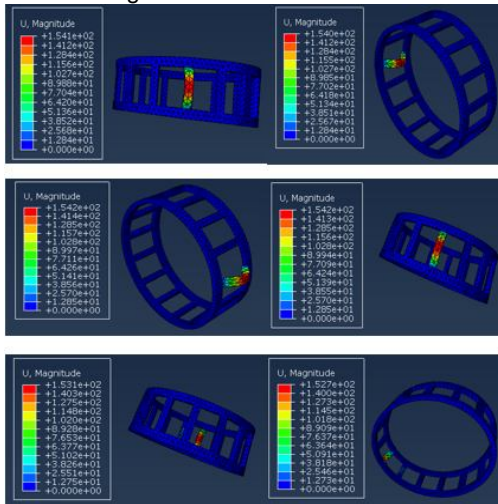 U, Magnitude
+1.541e+02
+1.412e+02
+1.284e+02
+1.156e+02
+1.027e+02
+8.988e+01
+7.704e+01
+6.420e+01
+5.136e+01
+3.852e+01
+2.568e+01
+1.284e+01
+0.000e+00
U, Magnitude
+1.540e+02
+1.412e+02
+1.284e+02
+1.155e+02
+1.027e+02
+8.985e+01
+7.702e+01
+6.418e+01
+5.134e+01
+3.851e+01
+2.567e+01
+1.284e+01
+0.000e+00
U, Magnitude
+1.542e+02
+1.414e+02
+1.285e+02
+1.157e+02
+1.028e+02
+8.997e+01
+7.711e+01
+6.426e+01
+5.141e+01
+3.856e+01
+2.570e+01
+1.285e+01
+0.000e+00
U, Magnitude
+1.542e+02
+1.413e+02
+1.285e+02
+1.156e+02
+1.028e+02
+8.994e+01
+7.709e+01
+6.424e+01
+5.139e+01
+3.855e+01
+2.570e+01
+1.285e+01
+0.000e+00
U, Magnitude
+1.531e+02
+1.403e+02
+1.275e+02
+1.148e+02
+1.020e+02
+8.928e+01
+7.653e+01
+6.377e+01
+5.102e+01
+3.826e+01
+2.551e+01
+1.275e+01
+0.000e+00
U, Magnitude
+1.527e+02
+1.400e+02
+1.273e+02
+1.145e+02
+1.018e+02
+8.909e+01
+7.637e+01
+6.364e+01
+5.091e+01
+3.818e+01
+2.546e+01
+1.273e+01
+0.000e+00